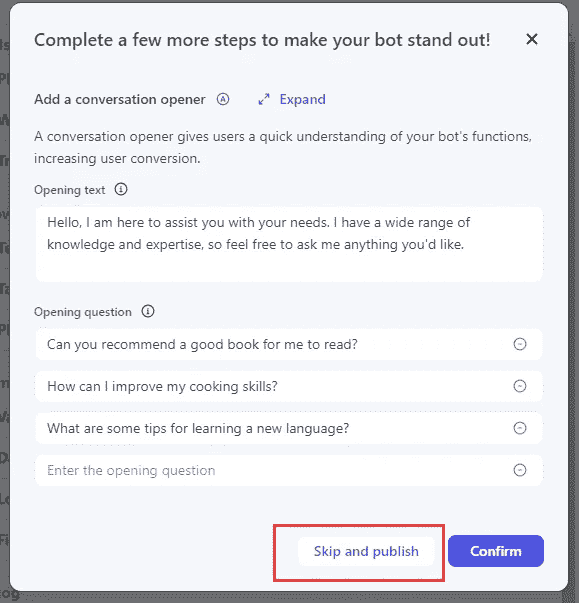 Complete a few more steps to make your bot stand out!
Add a conversation opener Expand
A conversation opener gives users a quick understanding of your bot's functions,
increasing user conversion.
Opening text
Hello, I am here to assist you with your needs. I have a wide range of
knowledge and expertise, so feel free to ask me anything you'd like.
Opening question
Can you recommend a good book for me to read?
How can I improve my cooking skills?
What are some tips for learning a new language?
Enter the opening question
Skip and publish Confirm